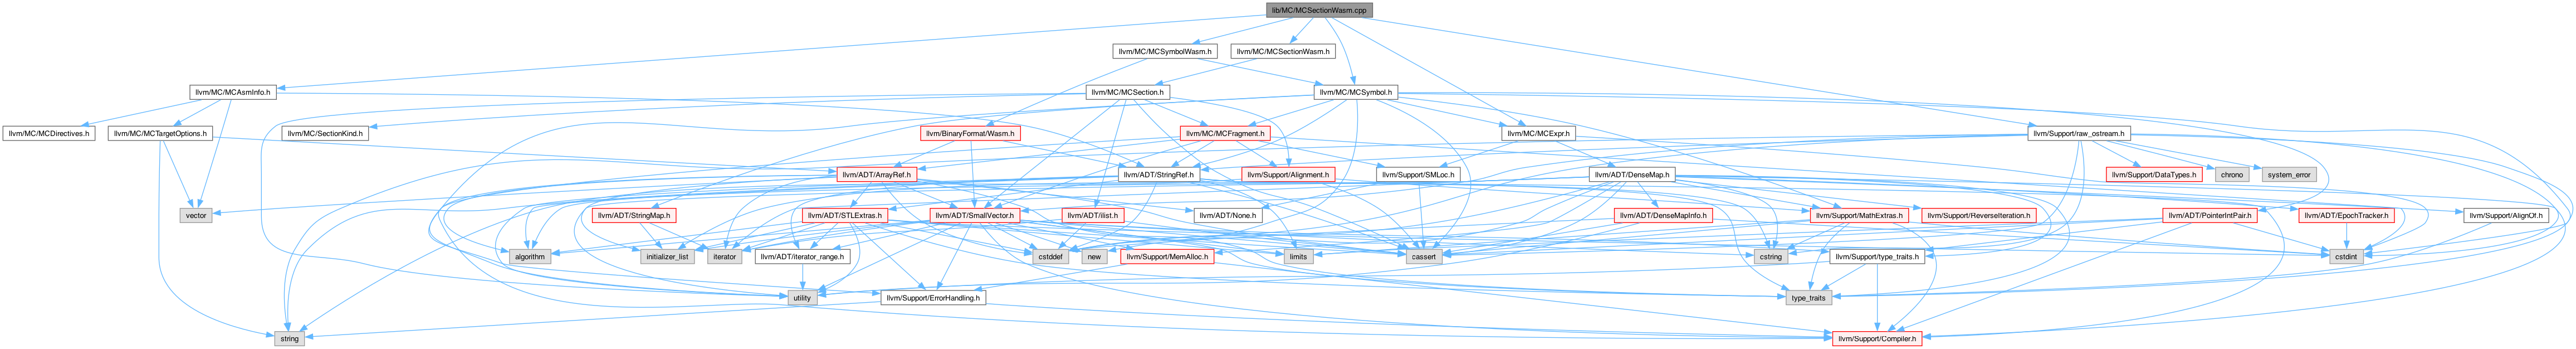 lib/MC/MCSectionWasm.cpp
llvm/MC/MCSymbolWasm.h
llvm/MC/MCSectionWasm.h
llvm/MC/MCAsmInfo.h
llvm/MC/MCSection.h
llvm/MC/MCSymbol.h
llvm/MC/MCDirectives.h
llvm/MC/MCTargetOptions.h
llvm/MC/SectionKind.h
llvm/BinaryFormat/Wasm.h
llvm/MC/MCFragment.h
llvm/MC/MCExpr.h
llvm/Support/raw_ostream.h
llvm/ADT/ArrayRef.h
llvm/ADT/StringRef.h
llvm/Support/Alignment.h
llvm/Support/SMLoc.h
llvm/ADT/DenseMap.h
llvm/Support/DataTypes.h
chrono
system_error
vector
llvm/ADT/StringMap.h
llvm/ADT/STLExtras.h
llvm/ADT/SmallVector.h
llvm/ADT/ilist.h
llvm/ADT/None.h
llvm/ADT/DenseMapInfo.h
llvm/Support/MathExtras.h
llvm/Support/ReverseIteration.h
llvm/ADT/PointerIntPair.h
llvm/ADT/EpochTracker.h
llvm/Support/AlignOf.h
algorithm
initializer_list
iterator
llvm/ADT/iterator_range.h
cstddef
new
llvm/Support/MemAlloc.h
limits
cassert
cstring
llvm/Support/type_traits.h
cstdint
utility
llvm/Support/ErrorHandling.h
type_traits
string
llvm/Support/Compiler.h